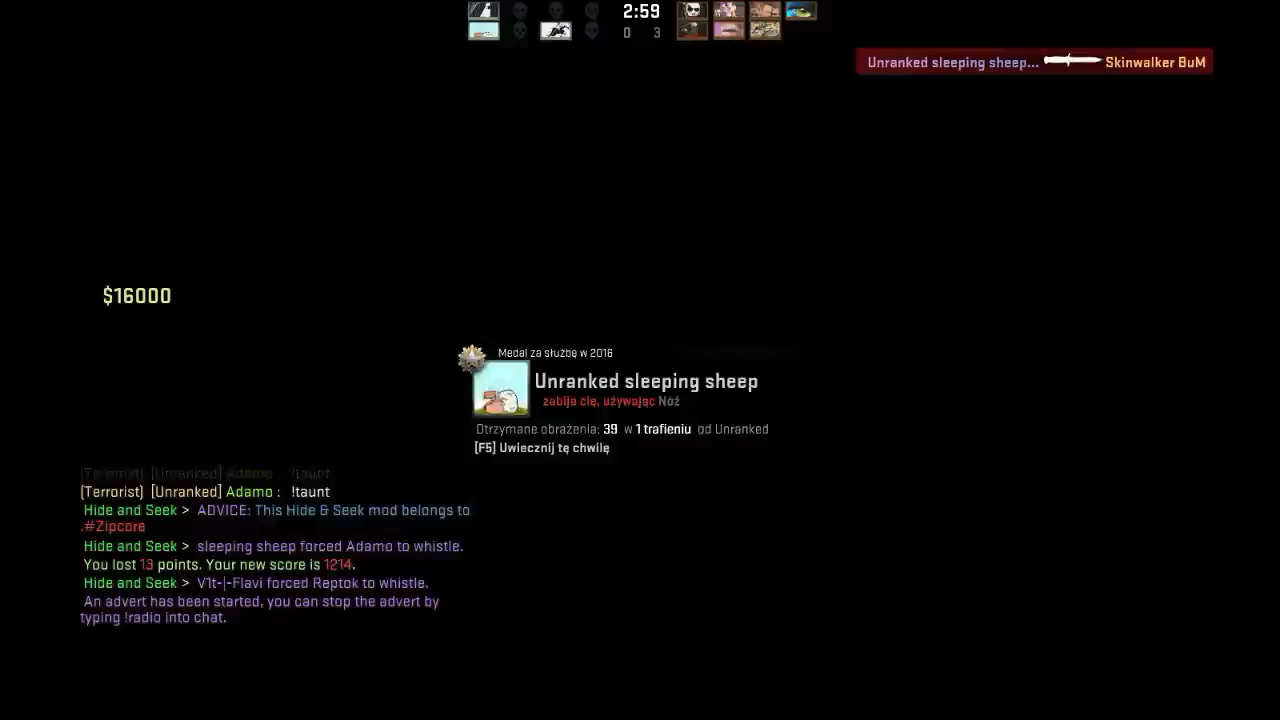 2:59
0 3
Unranked sleeping sheep... Skinwalker BuM
$16000
Medal za służbę w 2016
Unranked sleeping sheep
zabija cię, używając Nóż
Otrzymane obrażenia: 39 w 1 trafieniu od Unranked
[F5] Uwiecznij tę chwilę
(Terrorist) [Unranked] Adamo : !taunt
(Terrorist) [Unranked] Adamo : !taunt
Hide and Seek > ADVICE: This Hide & Seek mod belongs to
.#Zipcore
Hide and Seek > sleeping sheep forced Adamo to whistle.
You lost 13 points. Your new score is 1214.
Hide and Seek > V1t-|-Flavi forced Reptok to whistle.
An advert has been started, you can stop the advert by
typing !radio into chat.